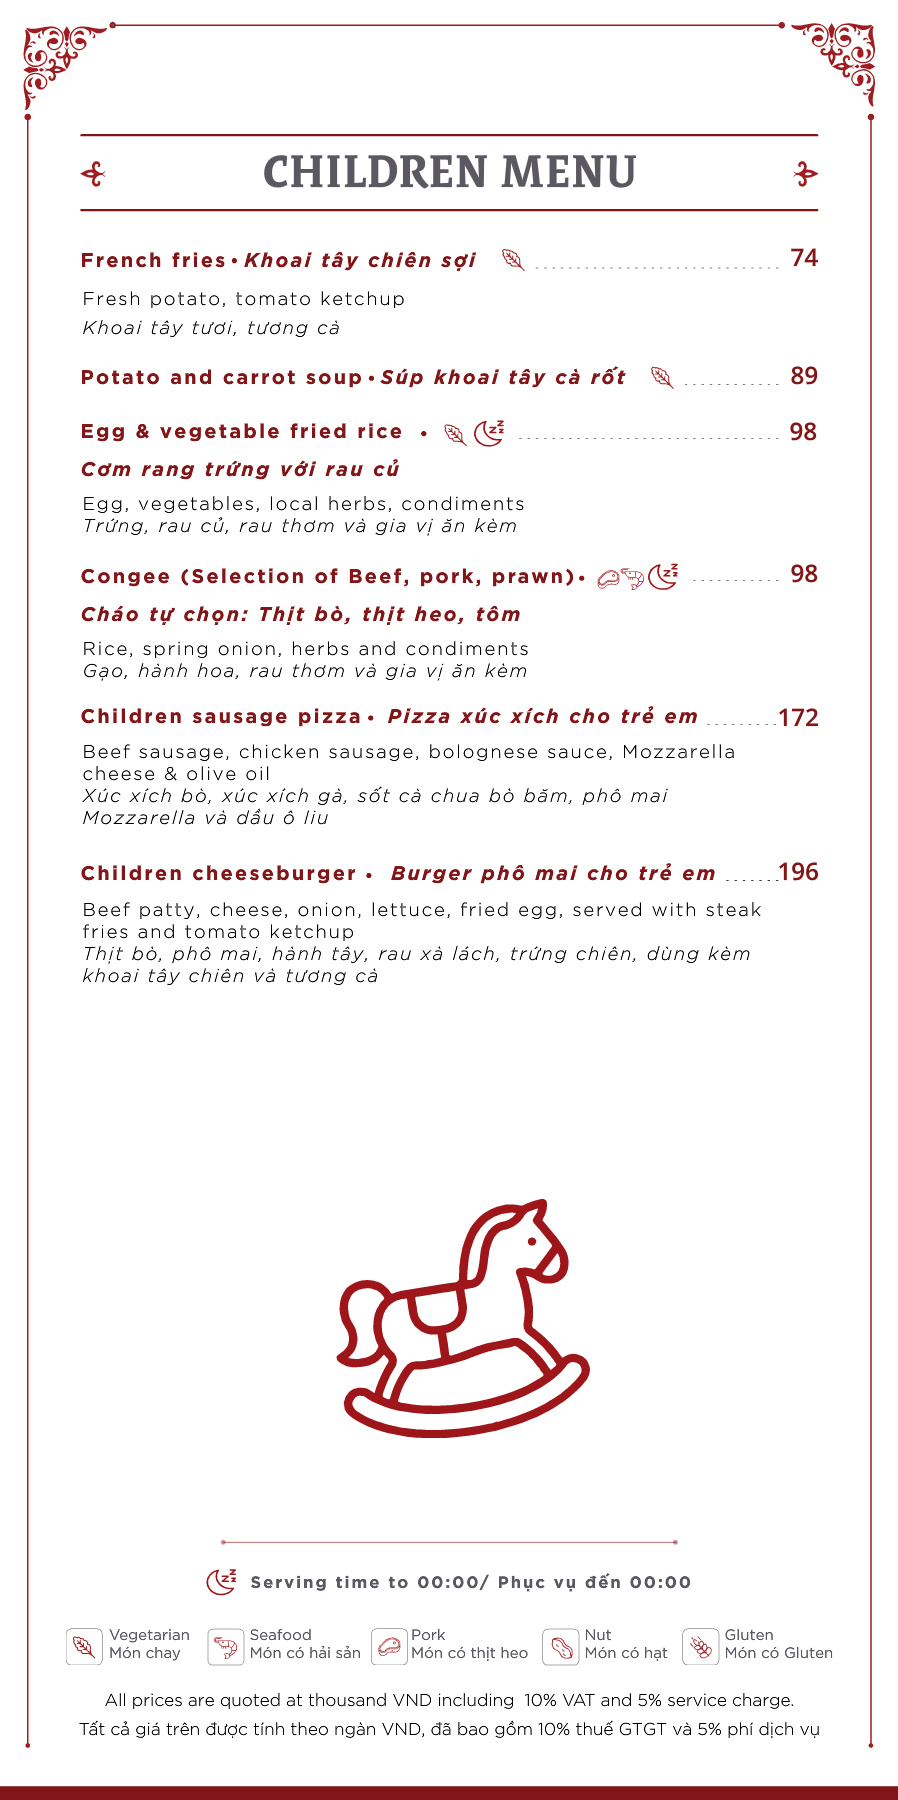 CHILDREN MENU
French fries • Khoai tây chiên sợi 74
Fresh potato, tomato ketchup
Khoai tây tươi, tương cà
Potato and carrot soup • Súp khoai tây cà rốt 89
Egg & vegetable fried rice • 98
Cơm rang trứng với rau củ
Egg, vegetables, local herbs, condiments
Trứng, rau củ, rau thơm và gia vị ăn kèm
Congee (Selection of Beef, pork, prawn) • 98
Cháo tự chọn: Thịt bò, thịt heo, tôm
Rice, spring onion, herbs and condiments
Gạo, hành hoa, rau thơm và gia vị ăn kèm
Children sausage pizza • Pizza xúc xích cho trẻ em 172
Beef sausage, chicken sausage, bolognese sauce, Mozzarella
cheese & olive oil
Xúc xích bò, xúc xích gà, sốt cà chua bò băm, phô mai
Mozzarella và dầu ô liu
Children cheeseburger • Burger phô mai cho trẻ em 196
Beef patty, cheese, onion, lettuce, fried egg, served with steak
fries and tomato ketchup
Thịt bò, phô mai, hành tây, rau xà lách, trứng chiên, dùng kèm
khoai tây chiên và tương cà
Serving time to 00:00/ Phục vụ đến 00:00
Vegetarian Seafood Pork Nut Gluten
Món chay Món có hải sản Món có thịt heo Món có hạt Món có Gluten
All prices are quoted at thousand VND including 10% VAT and 5% service charge.
Tất cả giá trên được tính theo ngàn VND, đã bao gồm 10% thuế GTGT và 5% phí dịch vụ